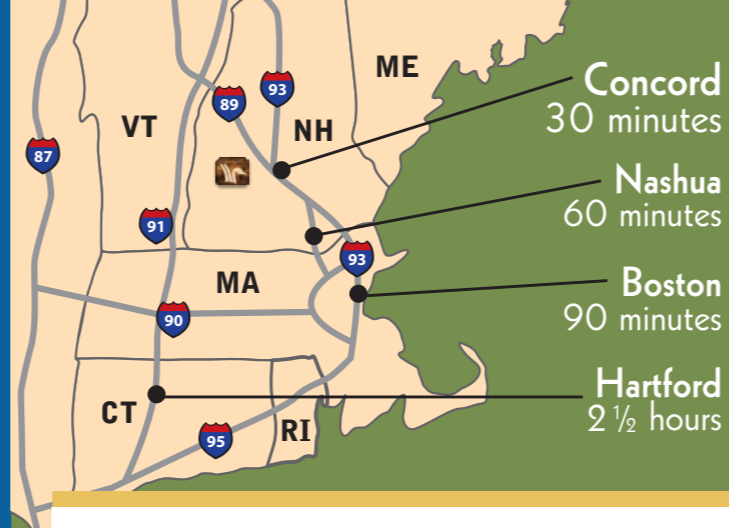 ME
Concord
30 minutes
93
89
VT
NH
87
Nashua
60 minutes
91
93
MA
Boston
90 minutes
90
Hartford
2 ½ hours
CT
RI
95